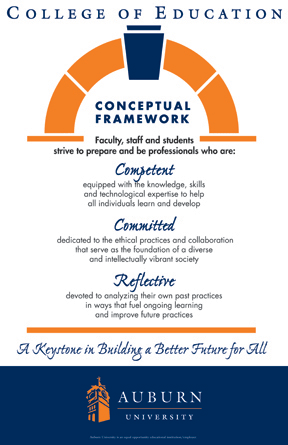 COLLEGE OF EDUCATION
CONCEPTUAL
FRAMEWORK
Faculty, staff and students
strive to prepare and be professionals who are:
Competent
equipped with the knowledge, skills
and technological expertise to help
all individuals learn and develop
Committed
dedicated to the ethical practices and collaboration
that serve as the foundation of a diverse
and intellectually vibrant society
Reflective
devoted to analyzing their own past practices
in ways that fuel ongoing learning
and improve future practices
A Keystone in Building a Better Future for All
AUBURN
UNIVERSITY